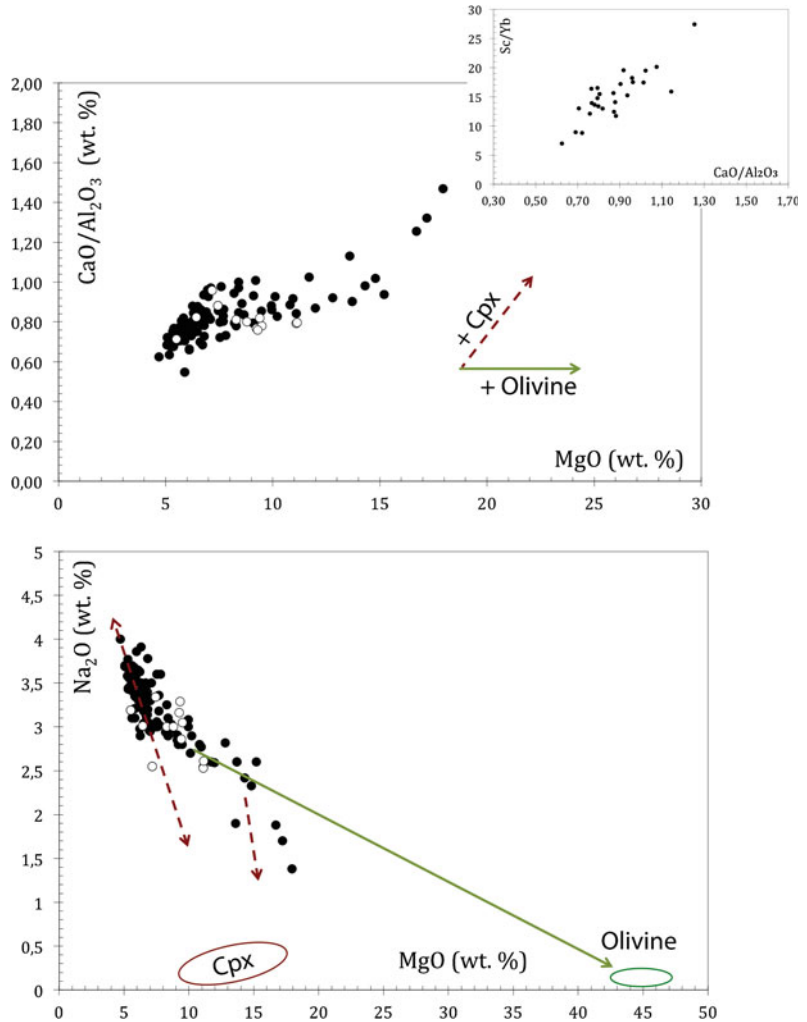 Sc/Yb
30
25
20
15
10
5
0
0,30 0,50 0,70 0,90 1,10 1,30 1,50 1,70
CaO/Al₂O₃
CaO/Al₂O₃ (wt. %)
2,00
1,80
1,60
1,40
1,20
1,00
0,80
0,60
0,40
0,20
0,00
+ Cpx
+ Olivine
MgO (wt. %)
0 5 10 15 20 25 30
Na₂O (wt. %)
5
4,5
4
3,5
3
2,5
2
1,5
1
0,5
0
Cpx
MgO (wt. %)
Olivine
0 5 10 15 20 25 30 35 40 45 50